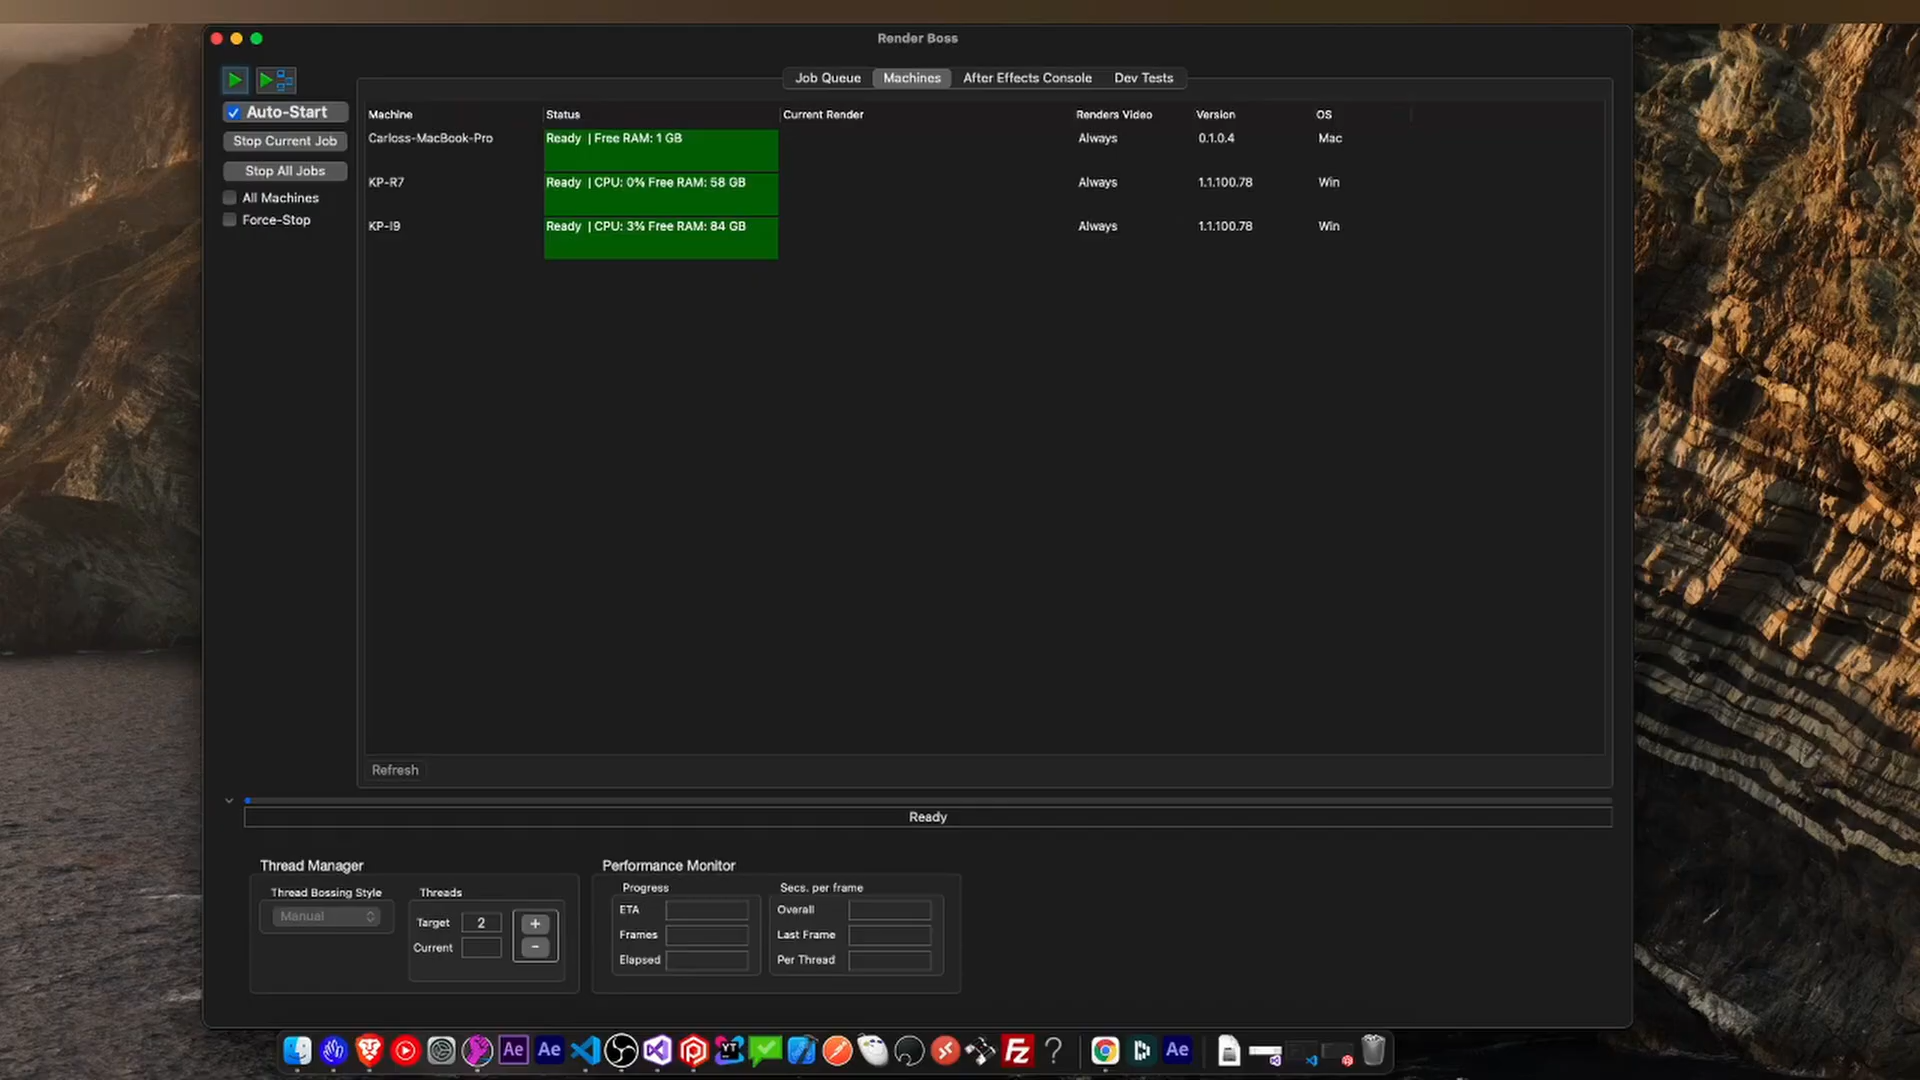 Render Boss
Job Queue
Machines
After Effects Console
Dev Tests
Auto-Start
Stop Current Job
Stop All Jobs
All Machines
Force-Stop
Machine Status Current Render Renders Video Version OS
Carloss-MacBook-Pro Ready | Free RAM: 1 GB Always 0.1.0.4 Mac
KP-R7 Ready | CPU: 0% Free RAM: 58 GB Always 1.1.100.78 Win
KP-I9 Ready | CPU: 3% Free RAM: 84 GB Always 1.1.100.78 Win
Refresh
Ready
Thread Manager
Thread Bossing Style
Manual
Threads
Target 2
Current
+
-
Performance Monitor
Progress
ETA
Frames
Elapsed
Secs. per frame
Overall
Last Frame
Per Thread
Ae
Ae
YT
Fz
?
Ae